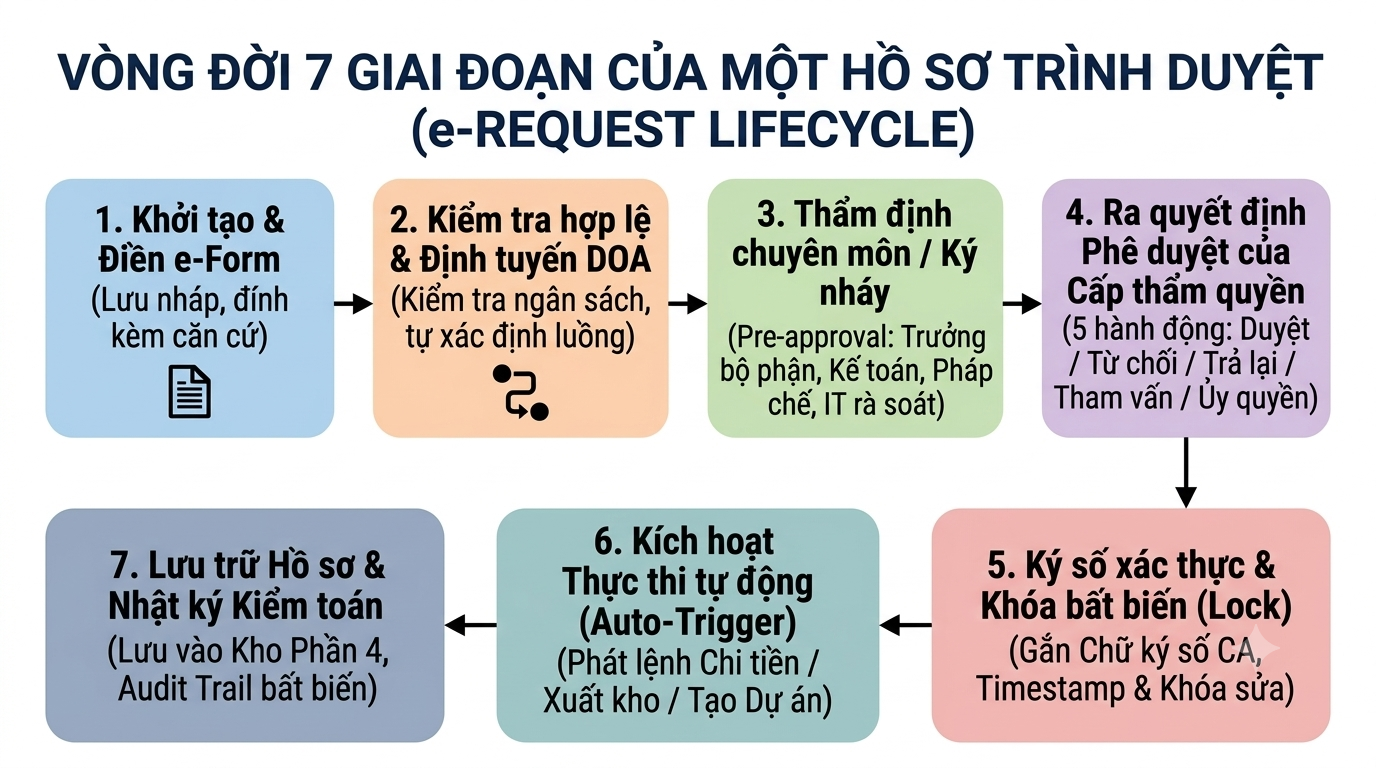 VÒNG ĐỜI 7 GIAI ĐOẠN CỦA MỘT HỒ SƠ TRÌNH DUYỆT
(e-REQUEST LIFECYCLE)
1. Khởi tạo &
Điền e-Form
(Lưu nháp, đính
kèm căn cứ)
2. Kiểm tra hợp lệ
& Định tuyến DOA
(Kiểm tra ngân sách,
tự xác định luồng)
3. Thẩm định
chuyên môn / Ký
nháy
(Pre-approval: Trưởng
bộ phận, Kế toán, Pháp
chế, IT rà soát)
4. Ra quyết định
Phê duyệt của
Cấp thẩm quyền
(5 hành động: Duyệt
/ Từ chối / Trả lại /
Tham vấn / Ủy quyền)
5. Ký số xác thực &
Khóa bất biến (Lock)
(Gắn Chữ ký số CA,
Timestamp & Khóa sửa)
6. Kích hoạt
Thực thi tự động
(Auto-Trigger)
(Phát lệnh Chi tiền /
Xuất kho / Tạo Dự án)
7. Lưu trữ Hồ sơ &
Nhật ký Kiểm toán
(Lưu vào Kho Phần 4,
Audit Trail bất biến)